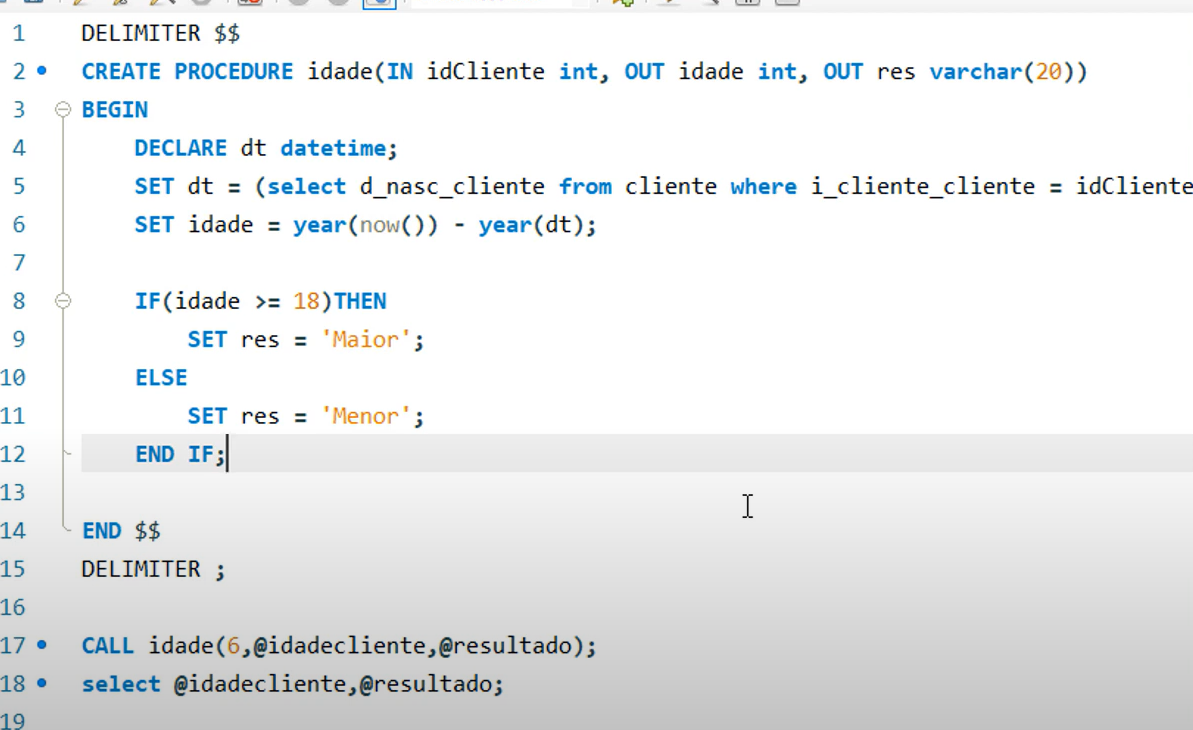 1 DELIMITER $$
2 CREATE PROCEDURE idade(IN idCliente int, OUT idade int, OUT res varchar(20))
3 BEGIN
4 DECLARE dt datetime;
5 SET dt = (select d_nasc_cliente from cliente where i_cliente_cliente = idCliente
6 SET idade = year(now()) - year(dt);
7
8 IF(idade >= 18)THEN
9 SET res = 'Maior';
10 ELSE
11 SET res = 'Menor';
12 END IF;
13
14 END $$
15 DELIMITER ;
16
17 CALL idade(6,@idadecliente,@resultado);
18 select @idadecliente,@resultado;
19